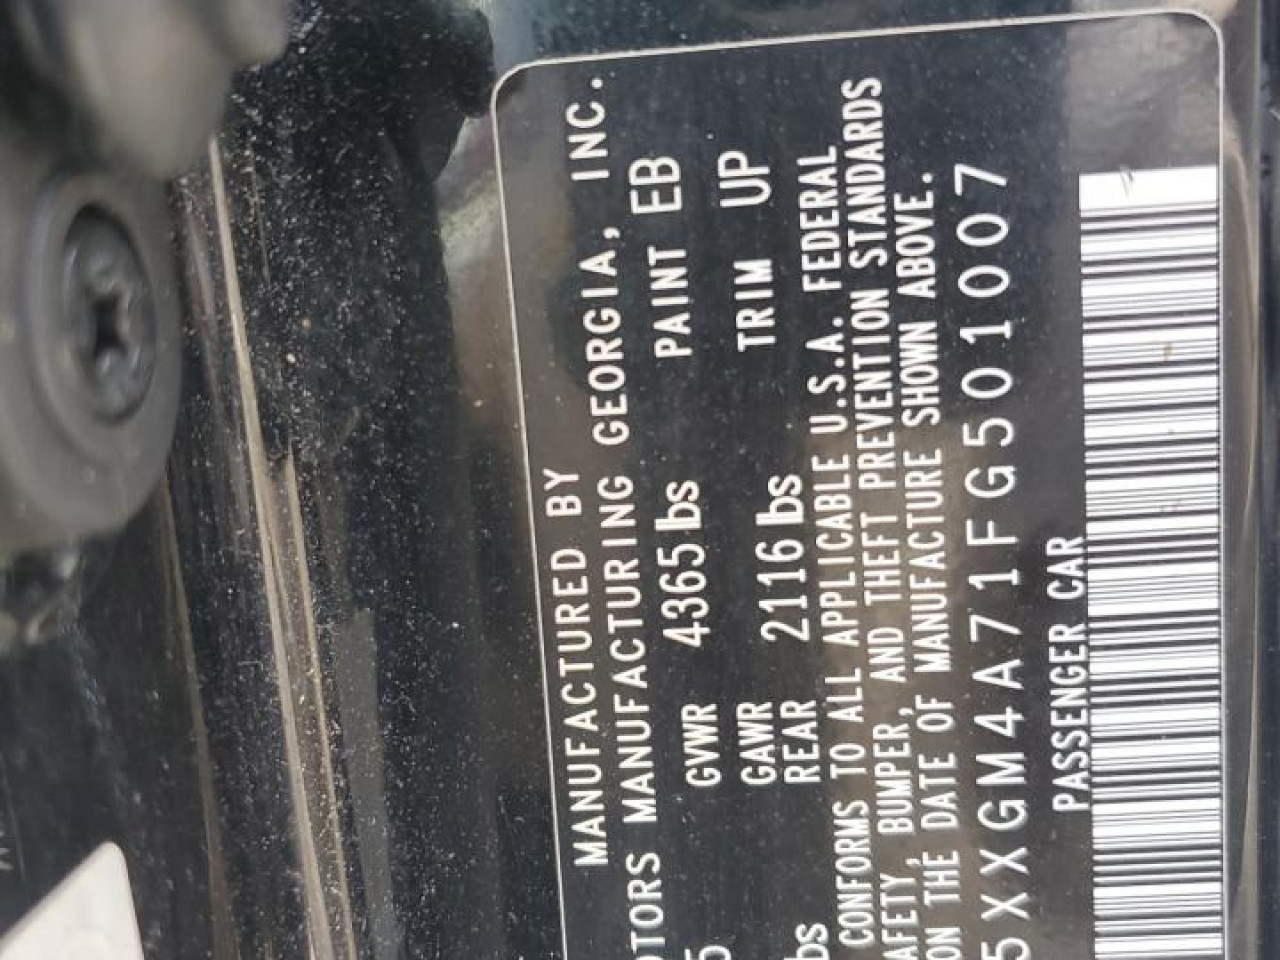 MANUFACTURED BY
OTORS MANUFACTURING GEORGIA, INC.
5 GVWR 4365 lbs PAINT EB
GAWR
bs REAR 2116 lbs TRIM UP
CONFORMS TO ALL APPLICABLE U.S.A. FEDERAL
AFETY, BUMPER, AND THEFT PREVENTION STANDARDS
ON THE DATE OF MANUFACTURE SHOWN ABOVE.
5XXGM4A71FG501007
PASSENGER CAR